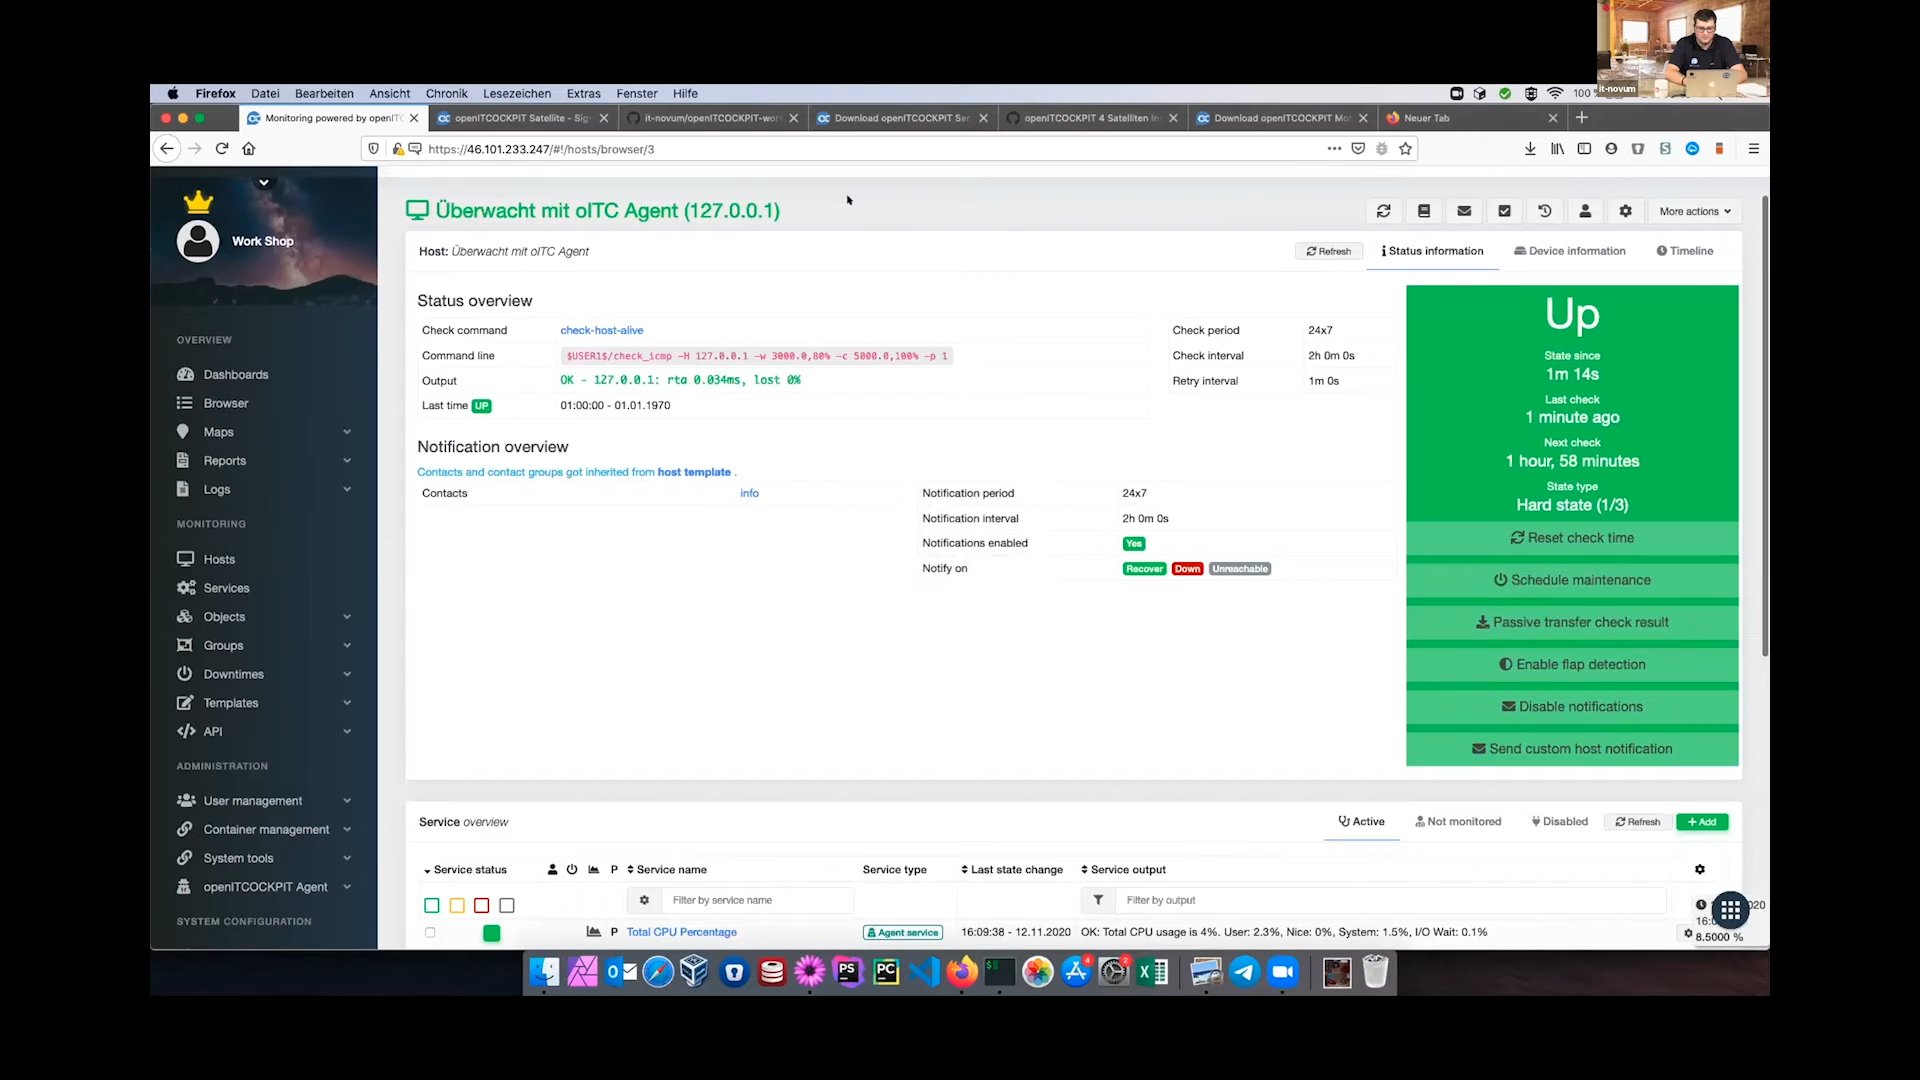 it-novum
Firefox Datei Bearbeiten Ansicht Chronik Lesezeichen Extras Fenster Hilfe
100
Monitoring powered by openITC
openITCOCKPIT Satellite - Sig
it-novum/openITCOCKPIT-wor
Download openITCOCKPIT Ser
openITCOCKPIT 4 Satelliten In
Download openITCOCKPIT Mo
Neuer Tab
https://46.101.233.247/#!/hosts/browser/3
Work Shop
OVERVIEW
Dashboards
Browser
Maps
Reports
Logs
MONITORING
Hosts
Services
Objects
Groups
Downtimes
Templates
API
ADMINISTRATION
User management
Container management
System tools
openITCOCKPIT Agent
SYSTEM CONFIGURATION
Überwacht mit oITC Agent (127.0.0.1)
More actions
Host: Überwacht mit oITC Agent
Refresh
Status information
Device information
Timeline
Status overview
Check command check-host-alive
Command line $USER1$/check_icmp -H 127.0.0.1 -w 3000.0,80% -c 5000.0,100% -p 1
Output OK - 127.0.0.1: rta 0.034ms, lost 0%
Last time UP 01:00:00 - 01.01.1970
Check period 24x7
Check interval 2h 0m 0s
Retry interval 1m 0s
Notification overview
Contacts and contact groups got inherited from host template .
Contacts info
Notification period 24x7
Notification interval 2h 0m 0s
Notifications enabled Yes
Notify on Recover Down Unreachable
Up
State since
1m 14s
Last check
1 minute ago
Next check
1 hour, 58 minutes
State type
Hard state (1/3)
Reset check time
Schedule maintenance
Passive transfer check result
Enable flap detection
Disable notifications
Send custom host notification
Service overview
Active
Not monitored
Disabled
Refresh
+ Add
Service status P Service name Service type Last state change Service output
Filter by service name
Filter by output
P Total CPU Percentage Agent service 16:09:38 - 12.11.2020 OK: Total CPU usage is 4%. User: 2.3%, Nice: 0%, System: 1.5%, I/O Wait: 0.1%
020
16:0
8.5000 %
PS
PC
4
2